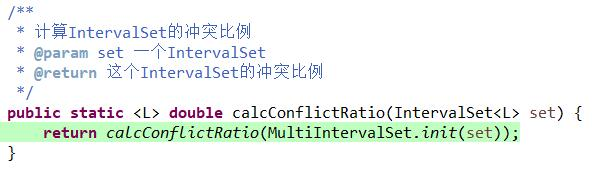 /**
 * 计算IntervalSet的冲突比例
 * @param set 一个IntervalSet
 * @return 这个IntervalSet的冲突比例
 */
public static <L> double calcConflictRatio(IntervalSet<L> set) {
    return calcConflictRatio(MultiIntervalSet.init(set));
}